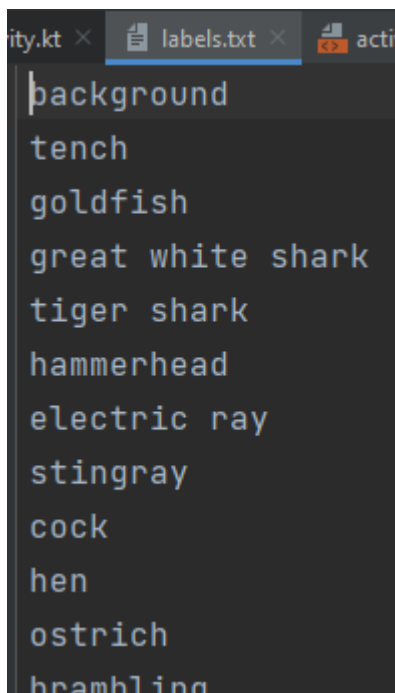 ity.kt labels.txt acti
background
tench
goldfish
great white shark
tiger shark
hammerhead
electric ray
stingray
cock
hen
ostrich
brambling